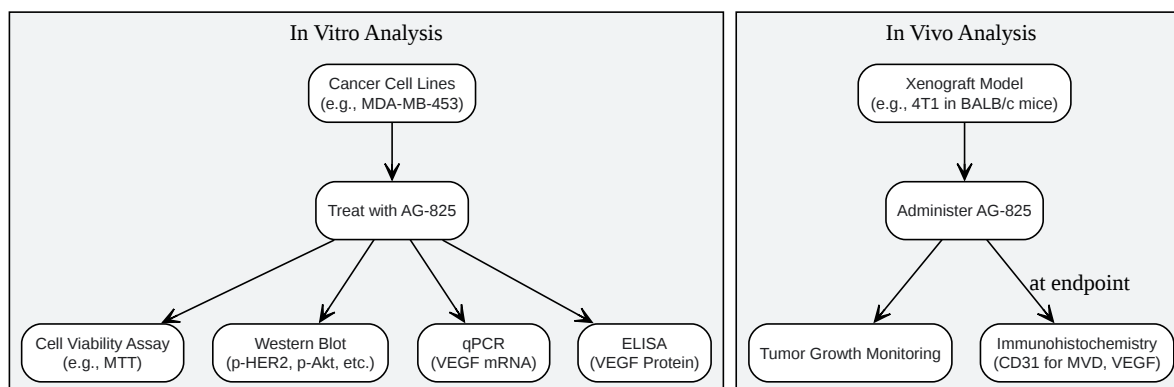 In Vitro Analysis
Cancer Cell Lines
(e.g., MDA-MB-453)
Treat with AG-825
Cell Viability Assay
(e.g., MTT)
Western Blot
(p-HER2, p-Akt, etc.)
qPCR
(VEGF mRNA)
ELISA
(VEGF Protein)
In Vivo Analysis
Xenograft Model
(e.g., 4T1 in BALB/c mice)
Administer AG-825
at endpoint
Tumor Growth Monitoring
Immunohistochemistry
(CD31 for MVD, VEGF)